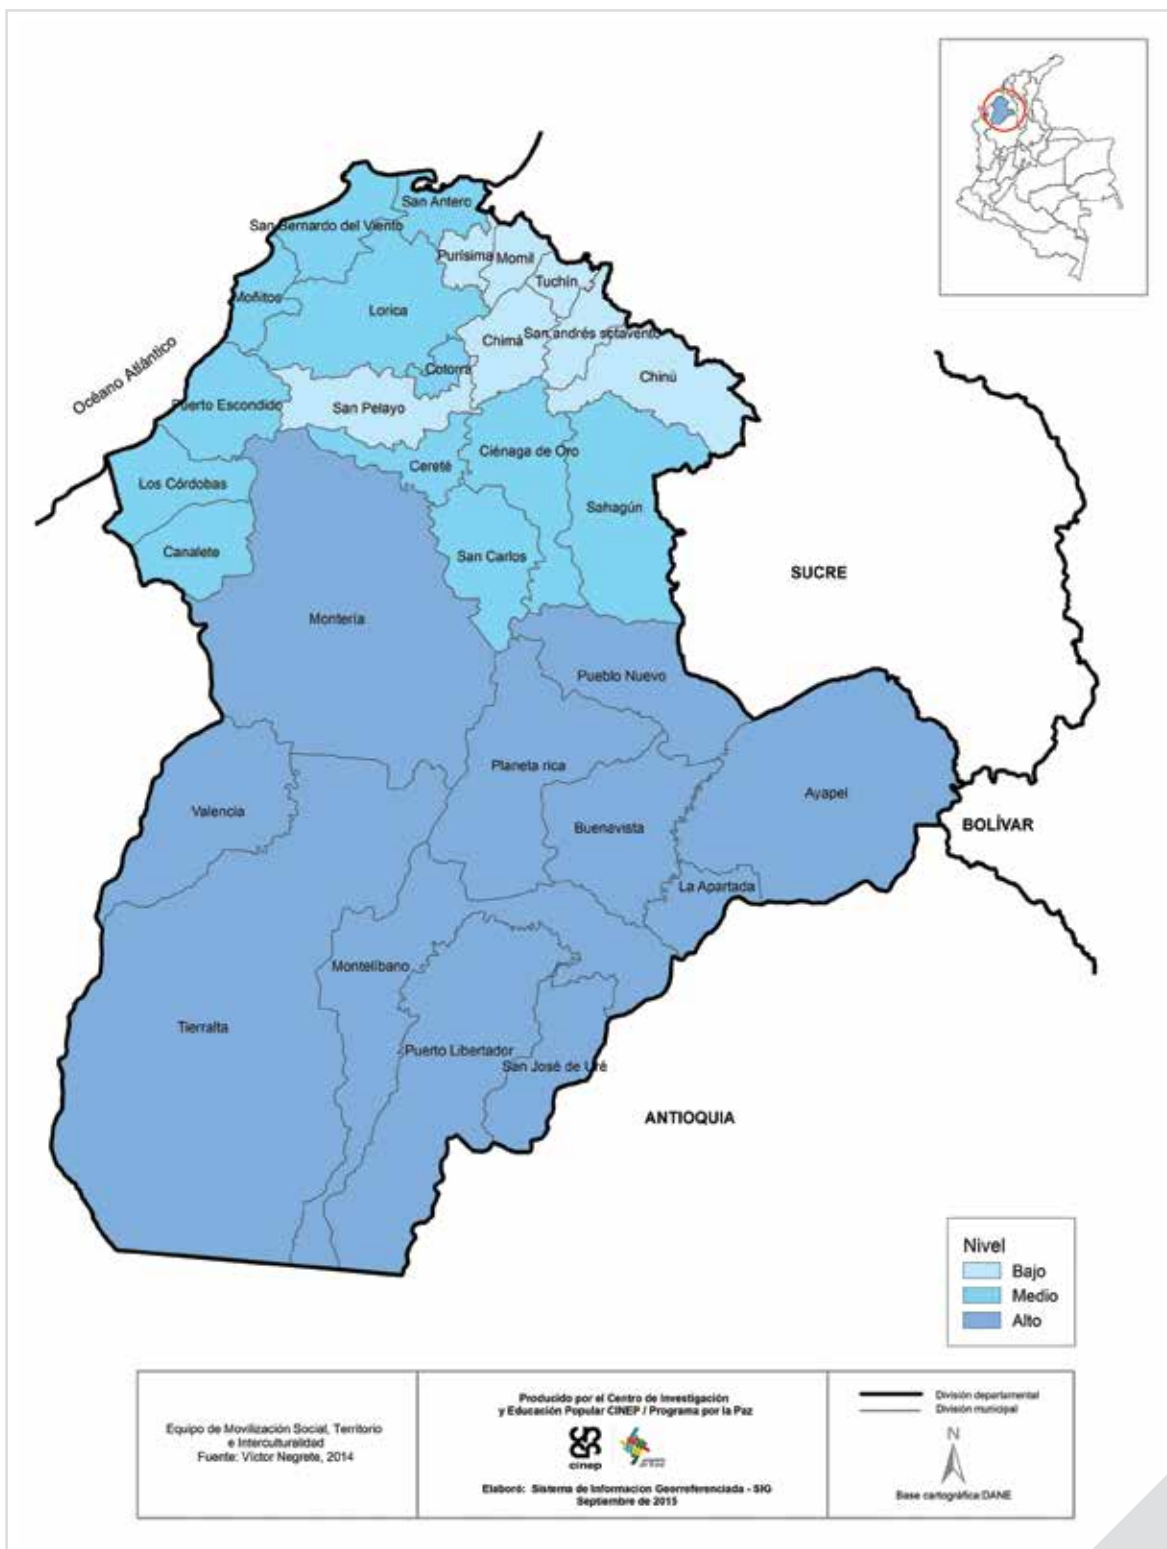 San Antero
San Bernardo del Viento
Purísima
Momil
Tuchín
Moñitos
Lorica
San andrés sotavento
Chimá
Océano Atlántico
Cotorra
Chinú
Puerto Escondido
San Pelayo
Ciénaga de Oro
Cereté
Los Córdobas
Sahagún
Canalete
San Carlos
SUCRE
Montería
Pueblo Nuevo
Planeta rica
Ayapel
Valencia
Buenavista
BOLÍVAR
La Apartada
Montelíbano
Tierralta
Puerto Libertador
San José de Uré
ANTIOQUIA
Nivel
Bajo
Medio
Alto
Equipo de Movilización Social, Territorio
e Interculturalidad
Fuente: Víctor Negrete, 2014
Producido por el Centro de Investigación
y Educación Popular CINEP / Programa por la Paz
cinep
Elaboró: Sistema de Información Georreferenciada - SIG
Septiembre de 2015
División departamental
División municipal
N
Base cartográfica:DANE